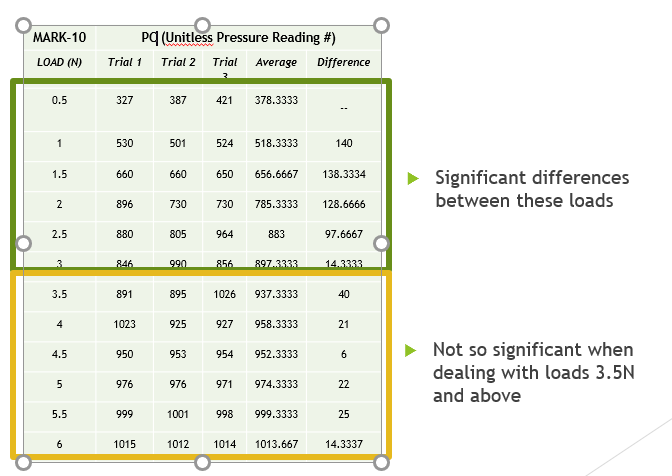 MARK-10 PC (Unitless Pressure Reading #)
LOAD (N) Trial 1 Trial 2 Trial 3 Average Difference
0.5 327 387 421 378.3333 --
1 530 501 524 518.3333 140
1.5 660 660 650 656.6667 138.3334
2 896 730 730 785.3333 128.6666
2.5 880 805 964 883 97.6667
3 846 990 856 897.3333 14.3333
3.5 891 895 1026 937.3333 40
4 1023 925 927 958.3333 21
4.5 950 953 954 952.3333 6
5 976 976 971 974.3333 22
5.5 999 1001 998 999.3333 25
6 1015 1012 1014 1013.667 14.3337
Significant differences
between these loads
Not so significant when
dealing with loads 3.5N
and above